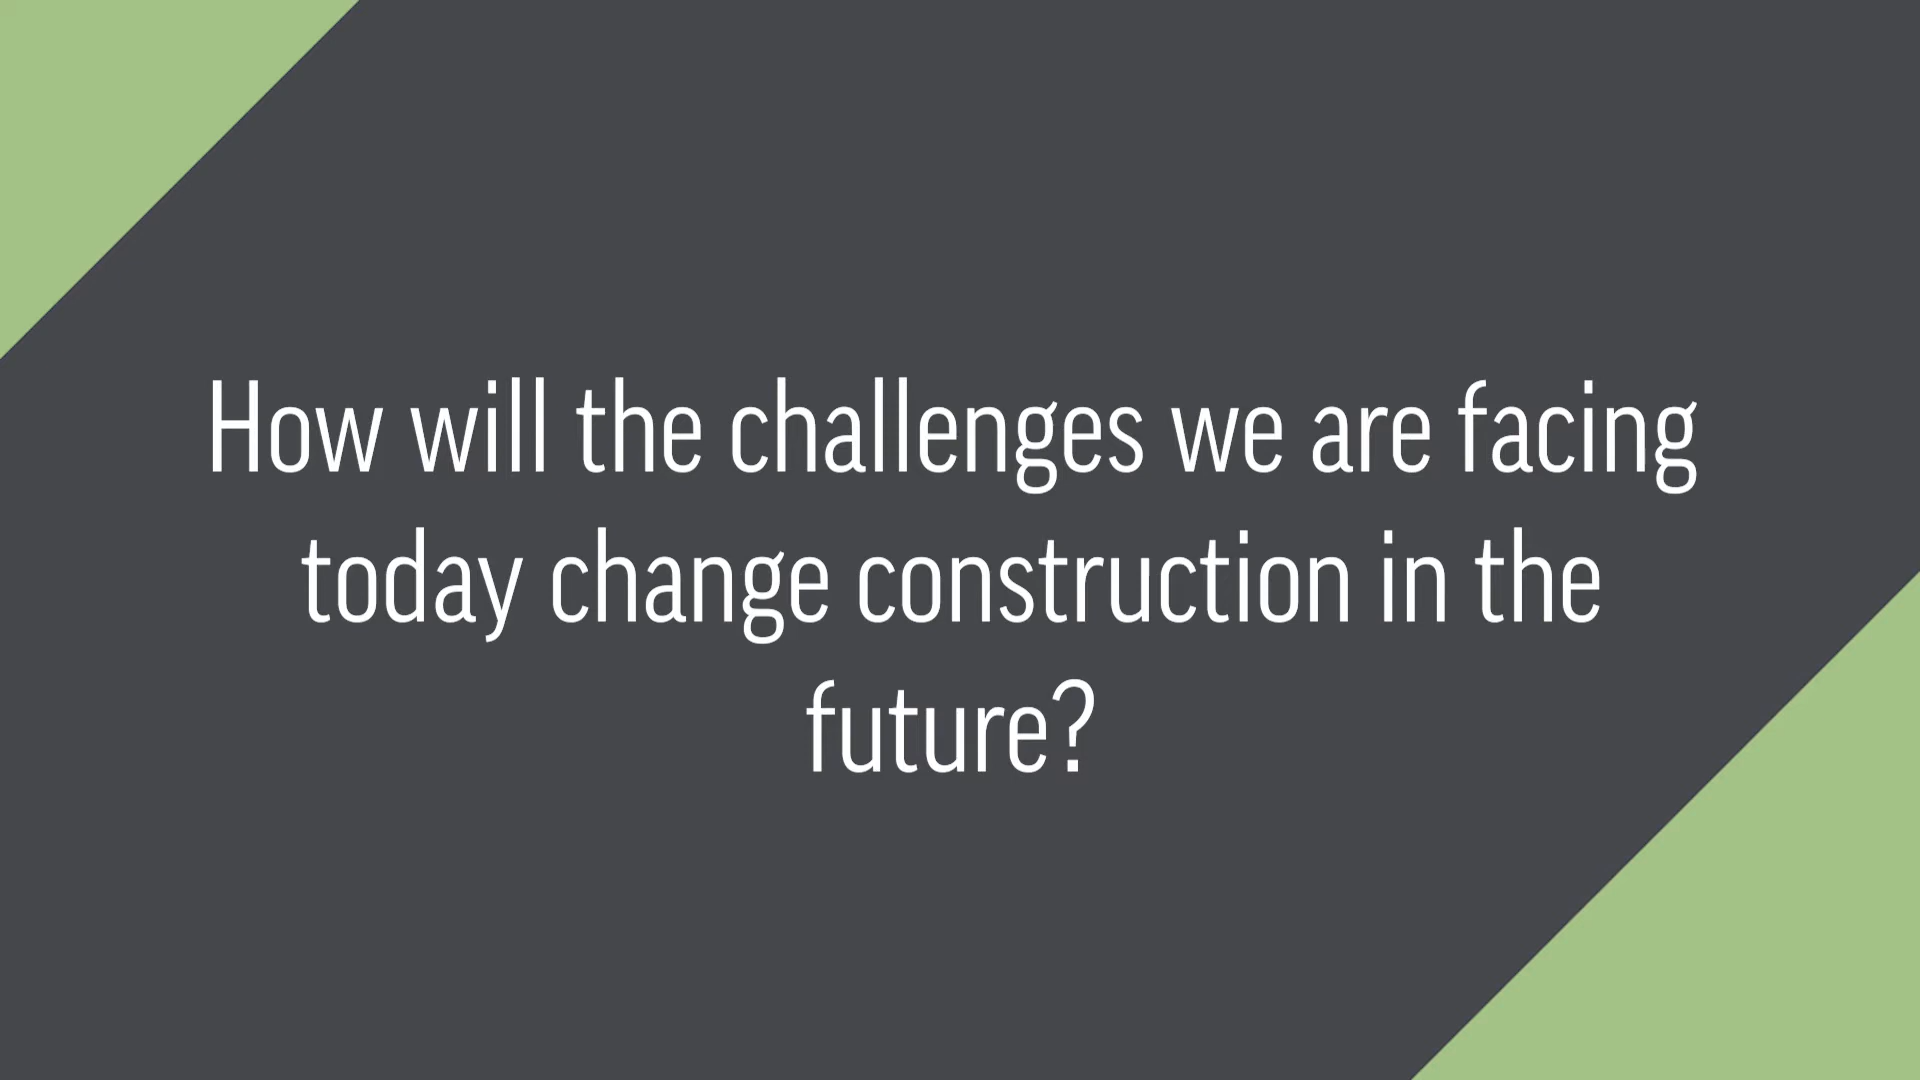 How will the challenges we are facing
today change construction in the
future?